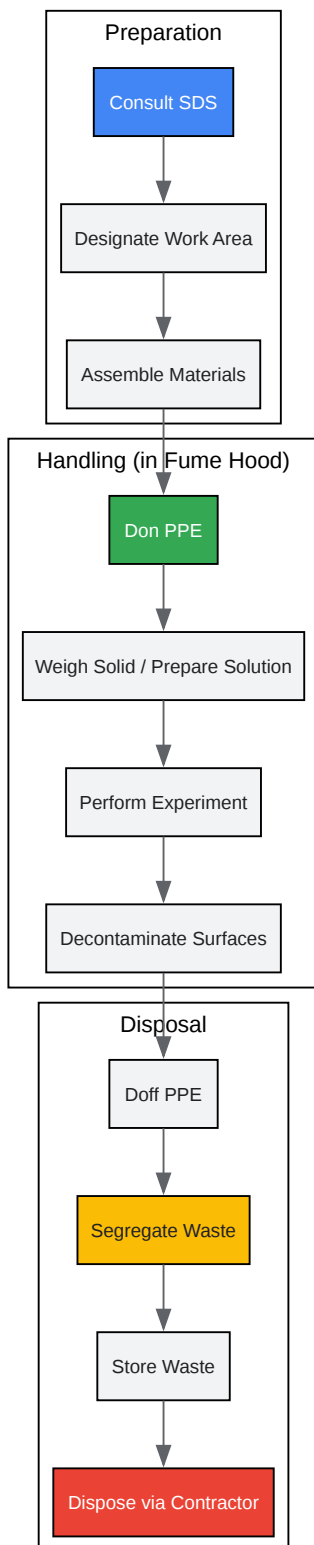 Preparation
Consult SDS
Designate Work Area
Assemble Materials
Handling (in Fume Hood)
Don PPE
Weigh Solid / Prepare Solution
Perform Experiment
Decontaminate Surfaces
Disposal
Doff PPE
Segregate Waste
Store Waste
Dispose via Contractor